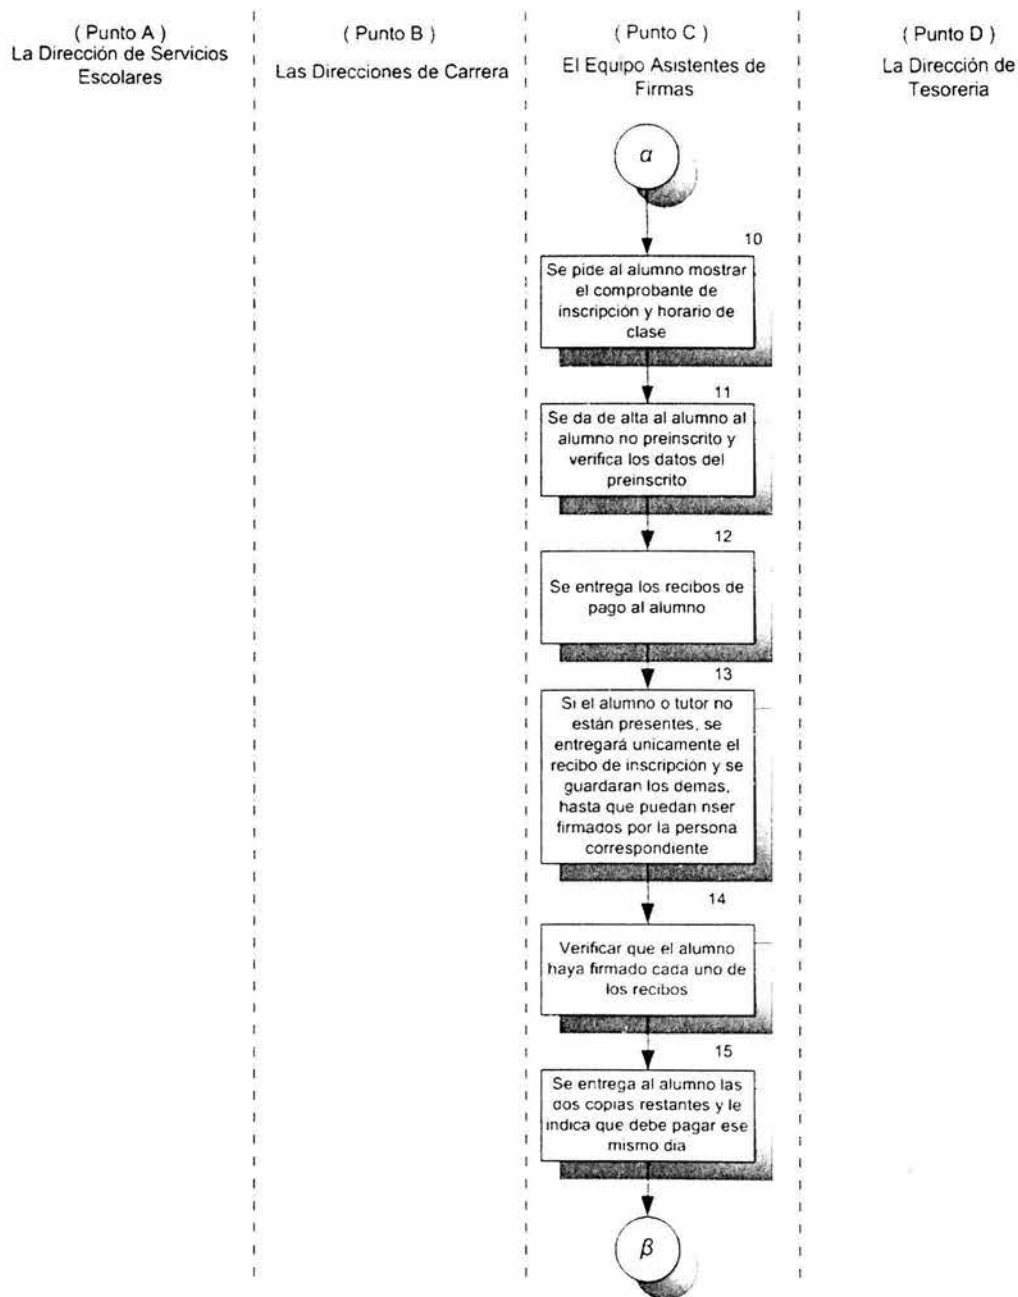 ( Punto A )
La Dirección de Servicios
Escolares
( Punto B )
Las Direcciones de Carrera
( Punto C )
El Equipo Asistentes de
Firmas
( Punto D )
La Dirección de
Tesoreria
α
10
Se pide al alumno mostrar
el comprobante de
inscripción y horario de
clase
11
Se da de alta al alumno al
alumno no preinscrito y
verifica los datos del
preinscrito
12
Se entrega los recibos de
pago al alumno
13
Si el alumno o tutor no
están presentes, se
entregará unicamente el
recibo de inscripción y se
guardaran los demas,
hasta que puedan nser
firmados por la persona
correspondiente
14
Verificar que el alumno
haya firmado cada uno de
los recibos
15
Se entrega al alumno las
dos copias restantes y le
indica que debe pagar ese
mismo dia
β